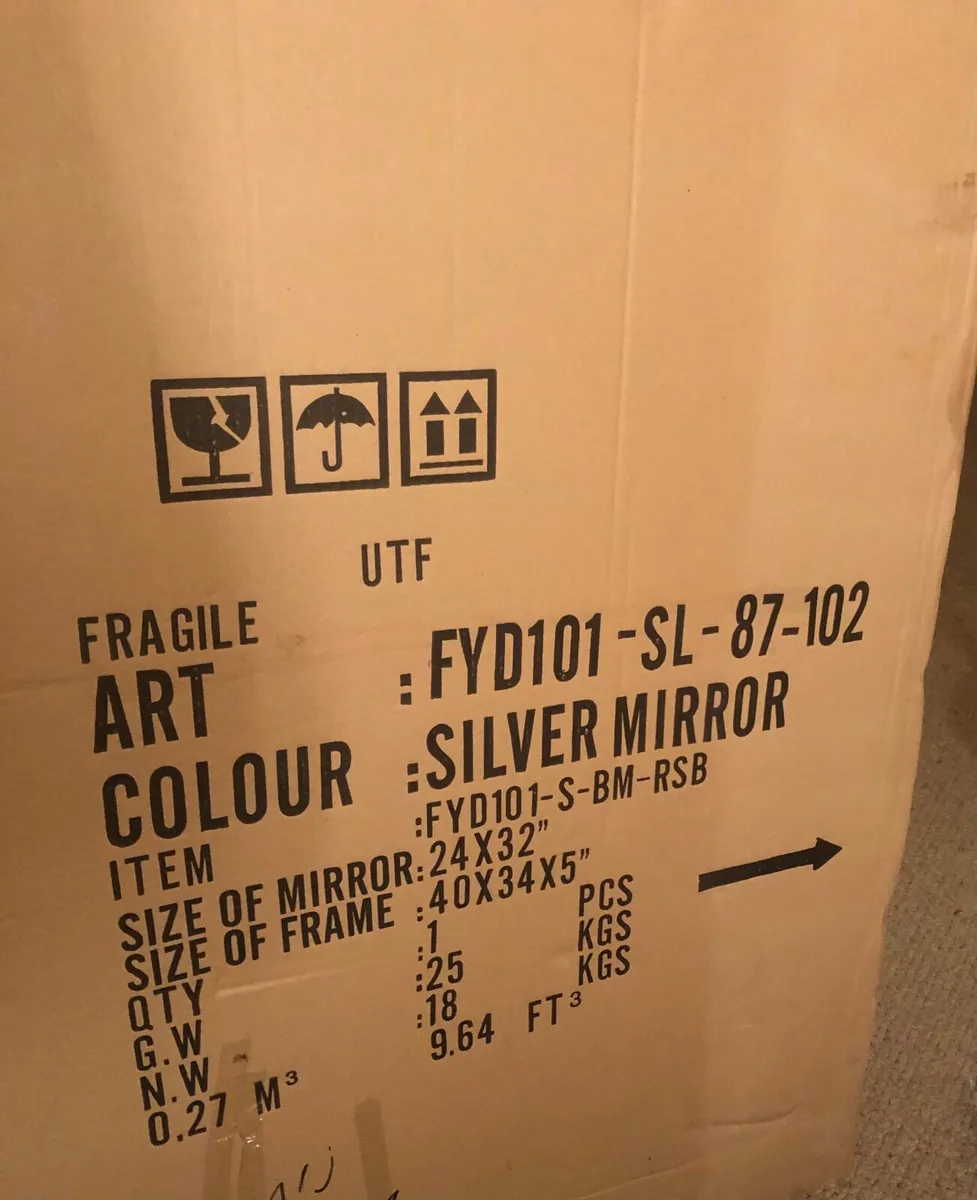 UTF
FRAGILE
ART :FYD101-SL-87-102
COLOUR :SILVER MIRROR
ITEM :FYD101-S-BM-RSB
SIZE OF MIRROR:24X32"
SIZE OF FRAME :40X34X5"
QTY :1 PCS
G.W :25 KGS
N.W :18 KGS
0.27 M³ 9.64 FT³